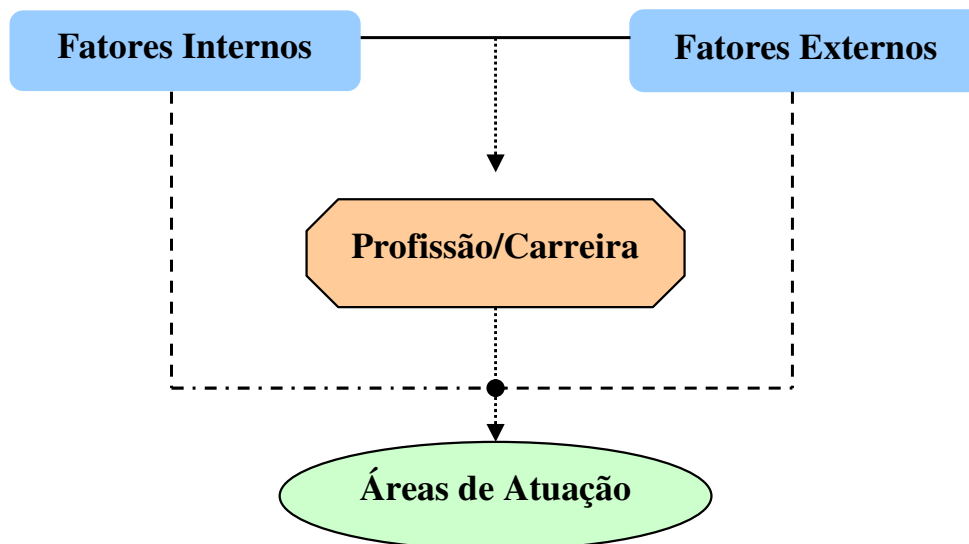 Fatores Internos
Fatores Externos
Profissão/Carreira
Áreas de Atuação